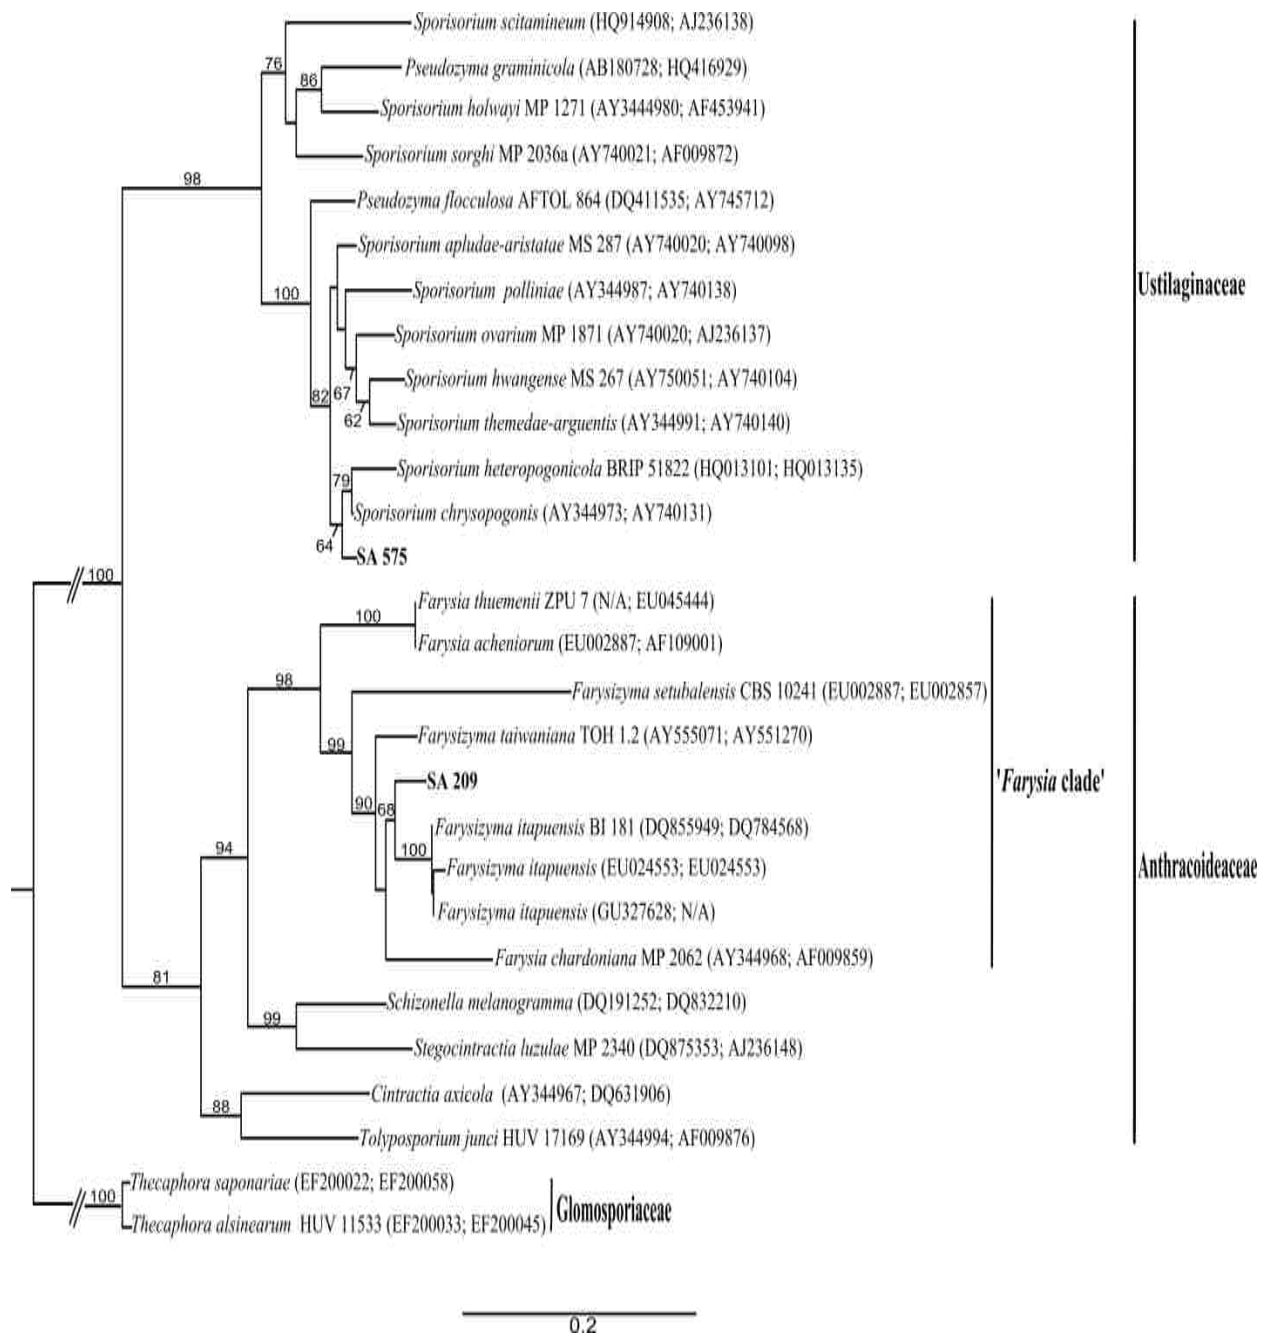 Sporisorium scitamineum (HQ914908; AJ236138)
76
86
Pseudozyma graminicola (AB180728; HQ416929)
Sporisorium holwayi MP 1271 (AY3444980; AF453941)
Sporisorium sorghi MP 2036a (AY740021; AF009872)
98
Pseudozyma flocculosa AFTOL 864 (DQ411535; AY745712)
Sporisorium apludae-aristatae MS 287 (AY740020; AY740098)
100
Sporisorium polliniae (AY344987; AY740138)
Ustilaginaceae
Sporisorium ovarium MP 1871 (AY740020; AJ236137)
Sporisorium hwangense MS 267 (AY750051; AY740104)
82
67
62
Sporisorium themedae-arguentis (AY344991; AY740140)
Sporisorium heteropogonicola BRIP 51822 (HQ013101; HQ013135)
79
Sporisorium chrysopogonis (AY344973; AY740131)
64
SA 575
100
Farysia thuemenii ZPU 7 (N/A; EU045444)
100
Farysia acheniorum (EU002887; AF109001)
98
Farysizyma setubalensis CBS 10241 (EU002887; EU002857)
99
Farysizyma taiwaniana TOH 1.2 (AY555071; AY551270)
SA 209
'Farysia clade'
90
68
Farysizyma itapuensis BI 181 (DQ855949; DQ784568)
94
100
Farysizyma itapuensis (EU024553; EU024553)
Anthracoideaceae
Farysizyma itapuensis (GU327628; N/A)
Farysia chardoniana MP 2062 (AY344968; AF009859)
81
Schizonella melanogramma (DQ191252; DQ832210)
99
Stegocintractia luzulae MP 2340 (DQ875353; AJ236148)
Cintractia axicola (AY344967; DQ631906)
88
Tolyposporium junci HUV 17169 (AY344994; AF009876)
Thecaphora saponariae (EF200022; EF200058)
100
Glomosporiaceae
Thecaphora alsinearum HUV 11533 (EF200033; EF200045)
0.2